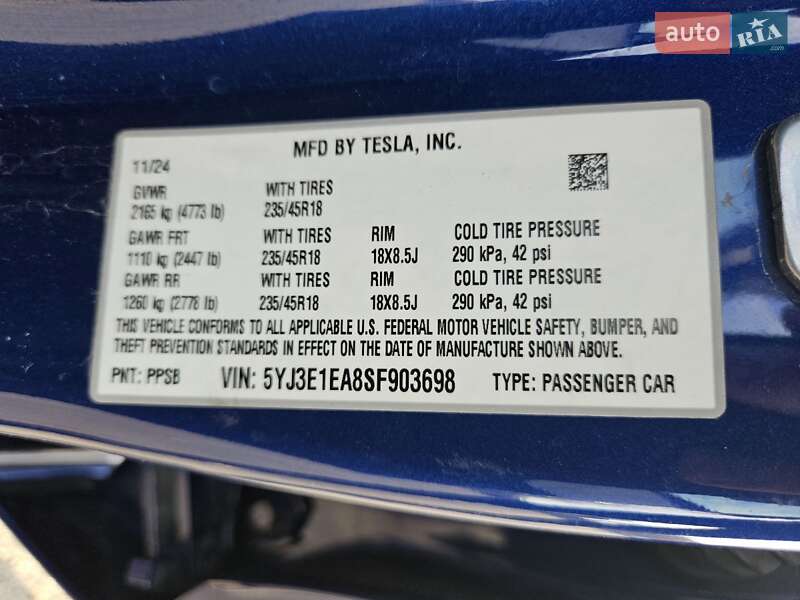 auto RIA .com
MFD BY TESLA, INC.
11/24
GVWR WITH TIRES
2165 kg (4773 lb) 235/45R18
GAWR FRT WITH TIRES RIM COLD TIRE PRESSURE
1110 kg (2447 lb) 235/45R18 18X8.5J 290 kPa, 42 psi
GAWR RR WITH TIRES RIM COLD TIRE PRESSURE
1260 kg (2778 lb) 235/45R18 18X8.5J 290 kPa, 42 psi
THIS VEHICLE CONFORMS TO ALL APPLICABLE U.S. FEDERAL MOTOR VEHICLE SAFETY, BUMPER, AND
THEFT PREVENTION STANDARDS IN EFFECT ON THE DATE OF MANUFACTURE SHOWN ABOVE.
PNT: PPSB VIN: 5YJ3E1EA8SF903698 TYPE: PASSENGER CAR